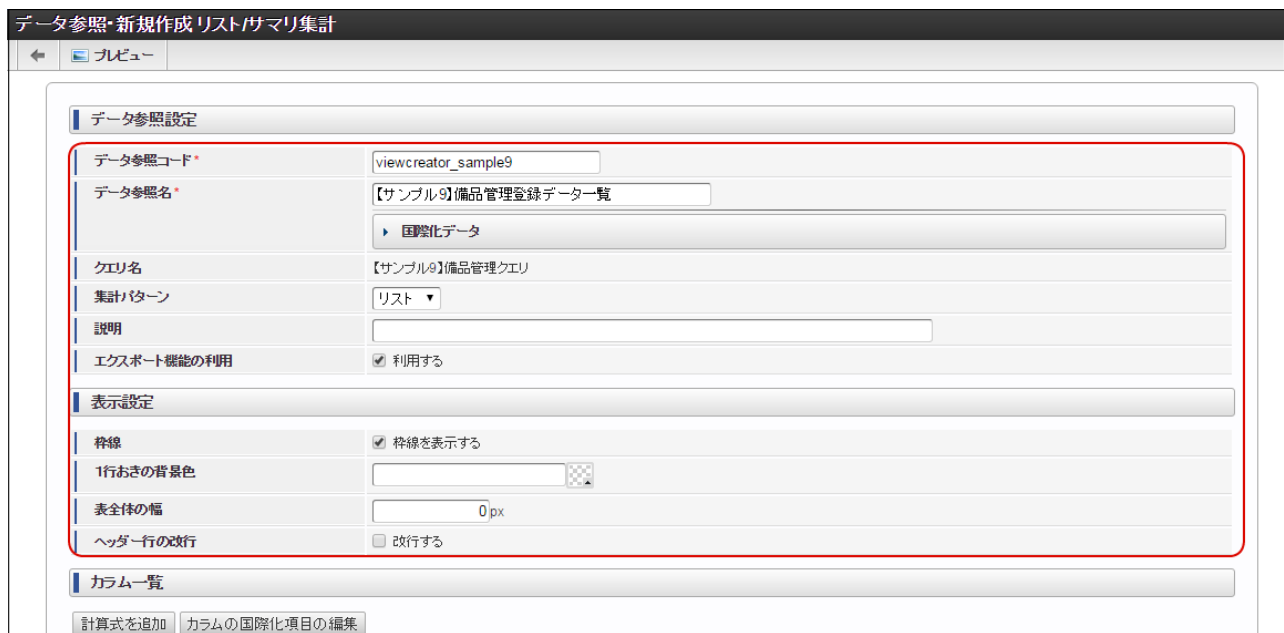 データ参照・新規作成 リスト/サマリ集計
プレビュー
データ参照設定
データ参照コード* viewcreator_sample9
データ参照名* 【サンプル9】備品管理登録データ一覧
国際化データ
クエリ名 【サンプル9】備品管理クエリ
集計パターン リスト
説明
エクスポート機能の利用 利用する
表示設定
枠線 枠線を表示する
1行おきの背景色
表全体の幅 0 px
ヘッダー行の改行 改行する
カラム一覧
計算式を追加 カラムの国際化項目の編集